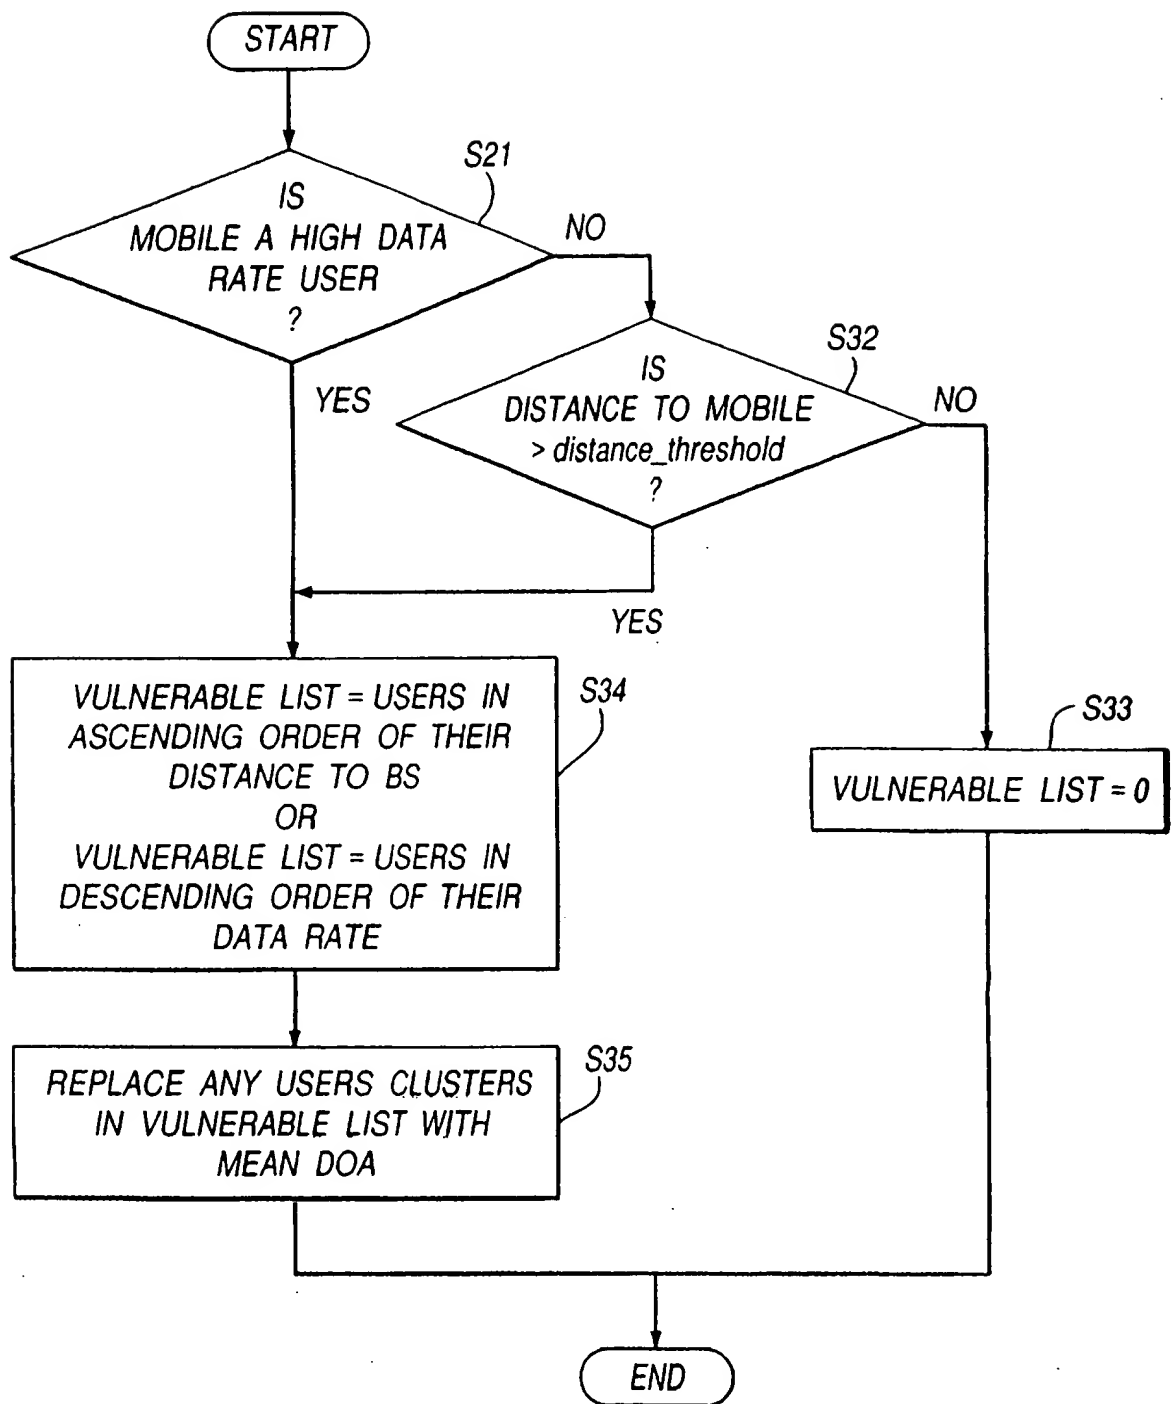 START
S21
IS
MOBILE A HIGH DATA
RATE USER
?
NO
YES
S32
IS
DISTANCE TO MOBILE
> distance_threshold
?
NO
YES
S34
VULNERABLE LIST = USERS IN
ASCENDING ORDER OF THEIR
DISTANCE TO BS
OR
VULNERABLE LIST = USERS IN
DESCENDING ORDER OF THEIR
DATA RATE
S33
VULNERABLE LIST = 0
S35
REPLACE ANY USERS CLUSTERS
IN VULNERABLE LIST WITH
MEAN DOA
END